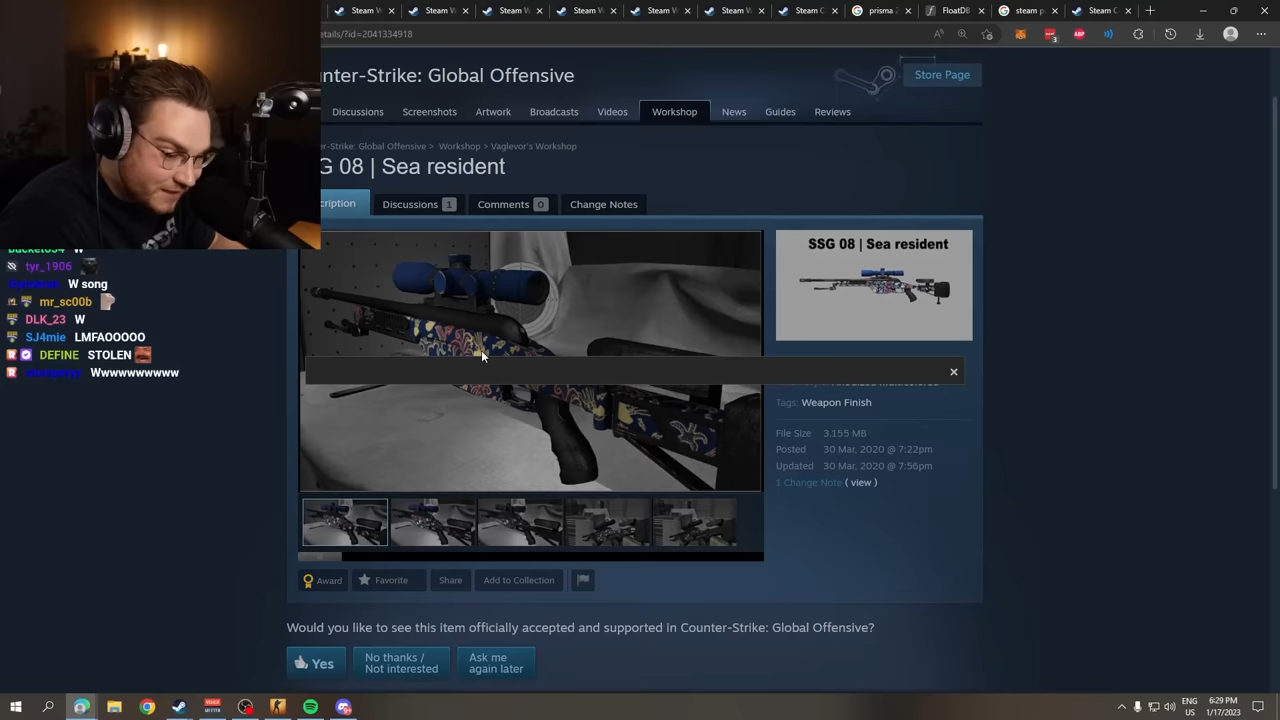 Steam W
Steam W
Steam W
Steam W
Steam W
Steam W
Steam C
prisma 2
FloatDB
steam p
Steam C
etails/?id=2041334918
3
unter-Strike: Global Offensive
Store Page
Discussions
Screenshots
Artwork
Broadcasts
Videos
Workshop
News
Guides
Reviews
er-Strike: Global Offensive > Workshop > Vaglevor's Workshop
G 08 | Sea resident
cription
Discussions 1
Comments 0
Change Notes
SSG 08 | Sea resident
tyr_1906
W song
mr_sc00b
DLK_23 W
SJ4mie LMFAOOOOO
DEFINE STOLEN
Wwwwwwwwww
Tags: Weapon Finish
File Size 3.155 MB
Posted 30 Mar, 2020 @ 7:22pm
Updated 30 Mar, 2020 @ 7:56pm
1 Change Note ( view )
Award
Favorite
Share
Add to Collection
Would you like to see this item officially accepted and supported in Counter-Strike: Global Offensive?
Yes
No thanks /
Not interested
Ask me
again later
ENG
US
6:29 PM
1/17/2023